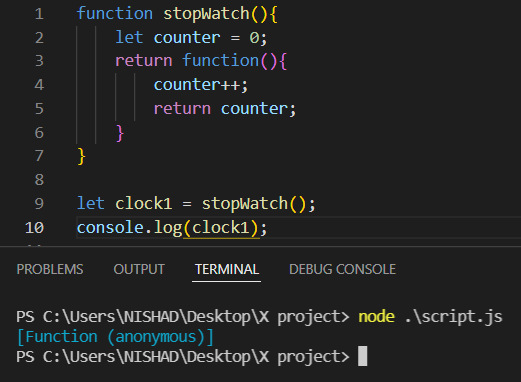 1 function stopWatch(){
2     let counter = 0;
3     return function(){
4         counter++;
5         return counter;
6     }
7 }
8
9 let clock1 = stopWatch();
10 console.log(clock1);
PROBLEMS OUTPUT TERMINAL DEBUG CONSOLE
PS C:\Users\NISHAD\Desktop\X project> node .\script.js
[Function (anonymous)]
PS C:\Users\NISHAD\Desktop\X project>